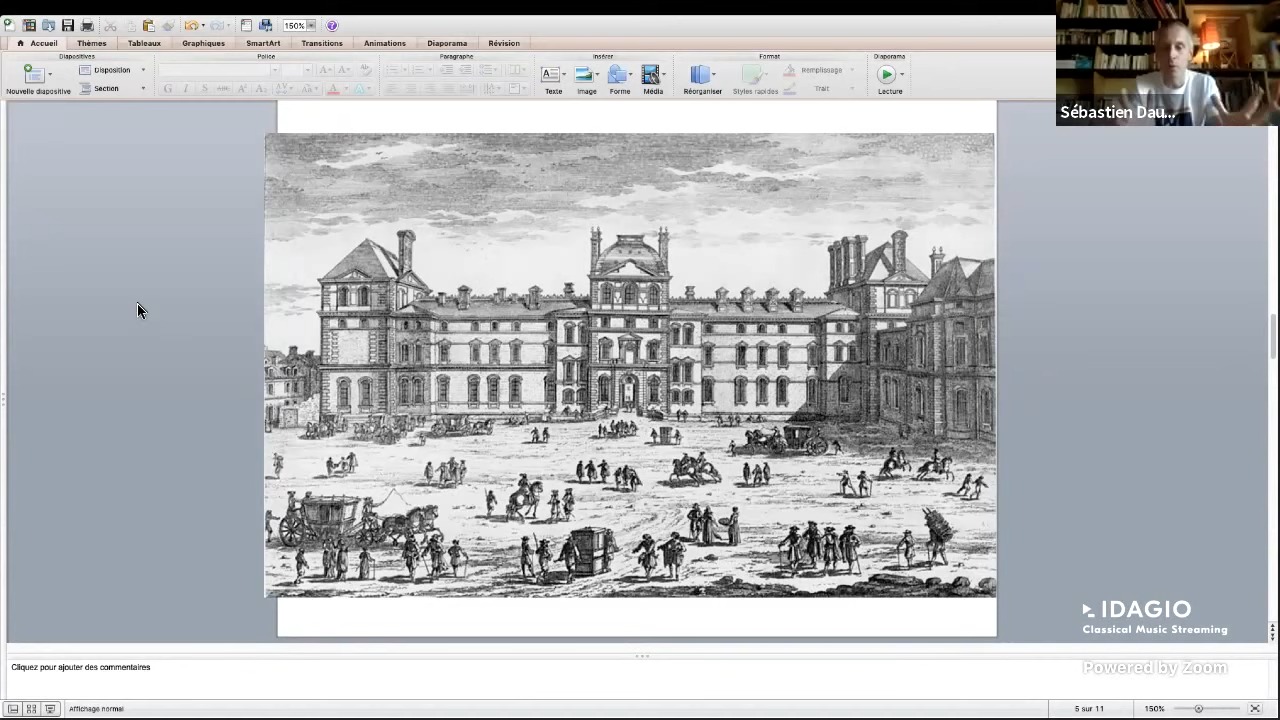 150%
Accueil Thèmes Tableaux Graphiques SmartArt Transitions Animations Diaporama Révision
Diapositives Police Paragraphe Insérer Format Diaporama
Nouvelle diapositive Disposition Section
G I S ABC
Texte Image Forme Média Réorganiser Styles rapides Remplissage Trait Lecture
Sébastien Dau...
IDAGIO
Classical Music Streaming
Powered by Zoom
Cliquez pour ajouter des commentaires
Affichage normal 5 sur 11 150%